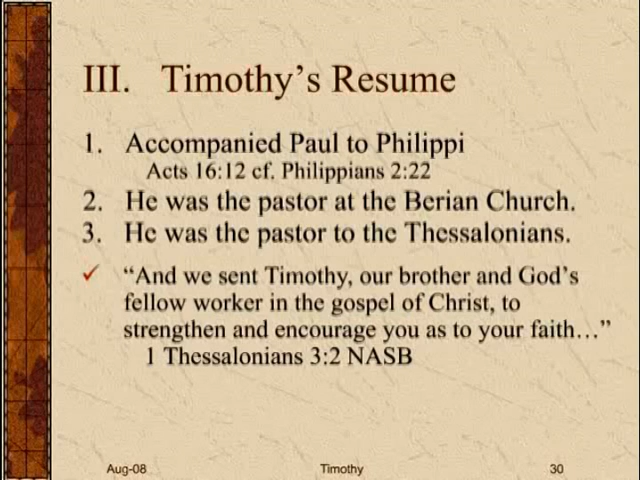 III. Timothy's Resume
1. Accompanied Paul to Philippi
Acts 16:12 cf. Philippians 2:22
2. He was the pastor at the Berian Church.
3. He was the pastor to the Thessalonians.
✓ “And we sent Timothy, our brother and God's
fellow worker in the gospel of Christ, to
strengthen and encourage you as to your faith…”
1 Thessalonians 3:2 NASB
Aug-08 Timothy 30